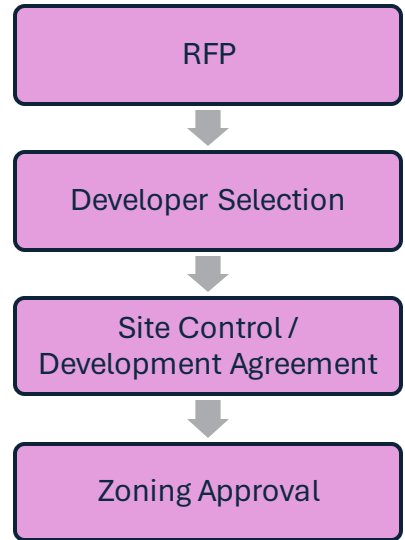 RFP
Developer Selection
Site Control /
Development Agreement
Zoning Approval